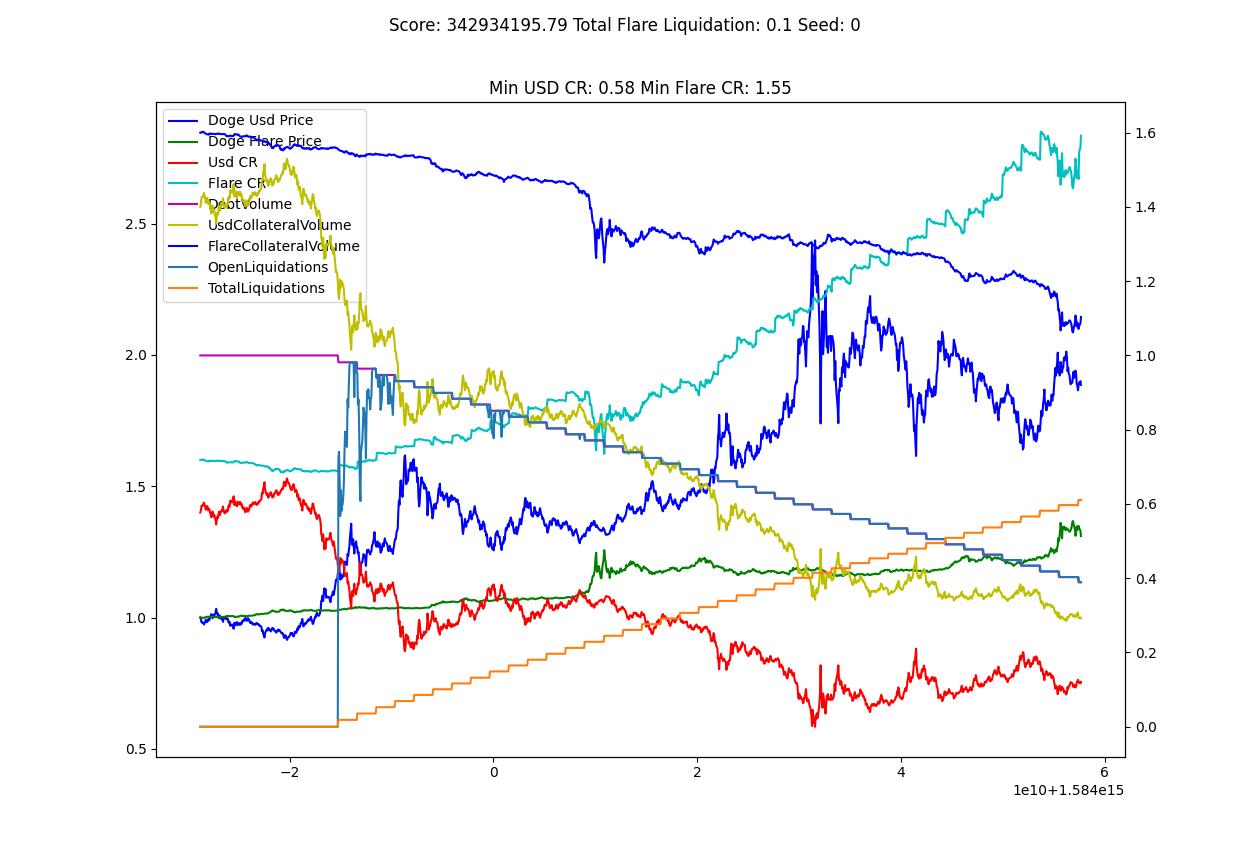 Score: 342934195.79 Total Flare Liquidation: 0.1 Seed: 0
Min USD CR: 0.58 Min Flare CR: 1.55
Doge Usd Price
Doge Flare Price
Usd CR
Flare CR
DebtVolume
UsdCollateralVolume
FlareCollateralVolume
OpenLiquidations
TotalLiquidations
2.5
2.0
1.5
1.0
0.5
1.6
1.4
1.2
1.0
0.8
0.6
0.4
0.2
0.0
−2
0
2
4
6
1e10+1.584e15